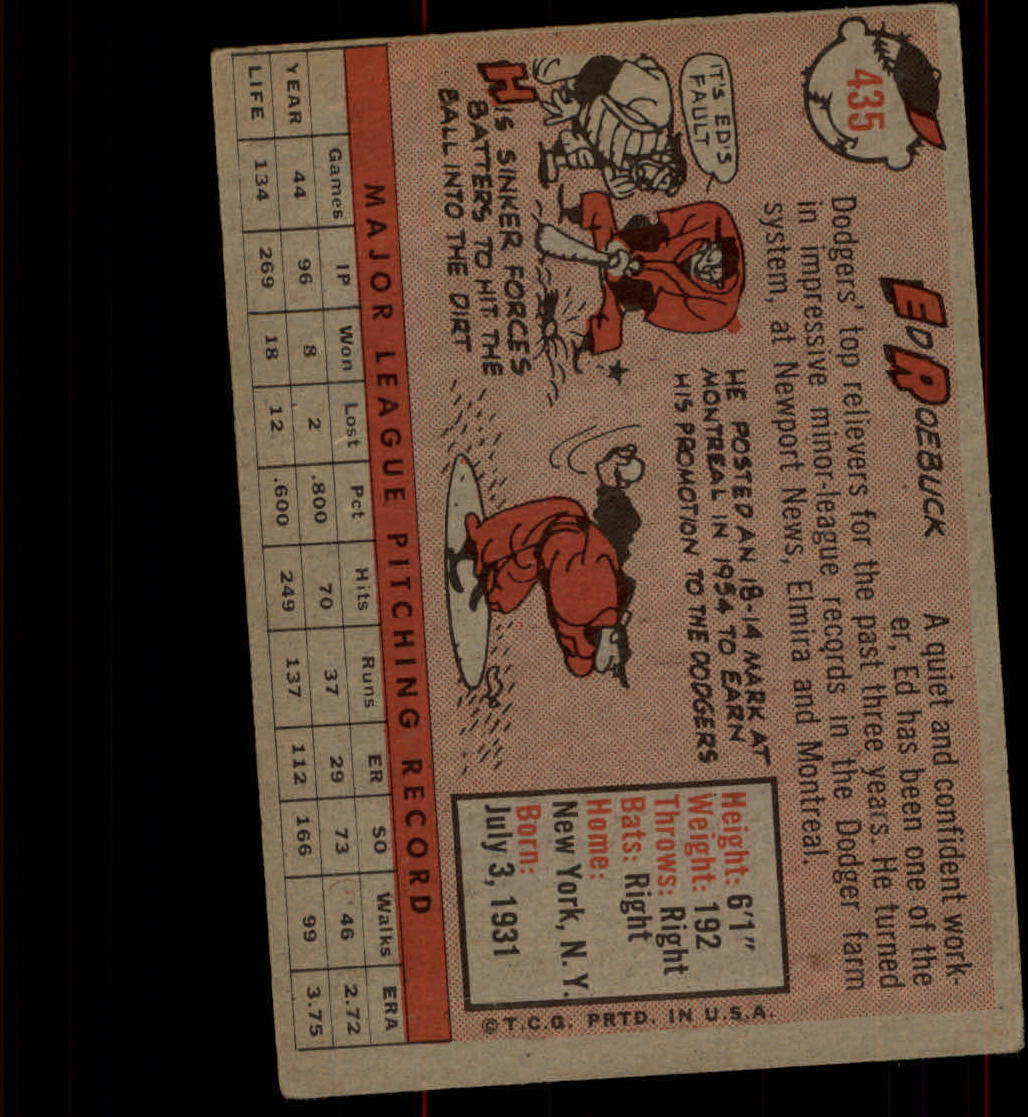 435
ED ROEBUCK
A quiet and confident work-
er, Ed has been one of the
Dodgers' top relievers for the past three years. He turned
in impressive minor-league records in the Dodger farm
system, at Newport News, Elmira and Montreal.
IT'S ED'S
FAULT
HIS SINKER FORCES
BATTERS TO HIT THE
BALL INTO THE DIRT
HE POSTED AN 18-14 MARK AT
MONTREAL IN 1954 TO EARN
HIS PROMOTION TO THE DODGERS
Height: 6'1"
Weight: 192
Throws: Right
Bats: Right
Home:
New York, N. Y.
Born:
July 3, 1931
©T.C.G. PRTD. IN U.S.A.
MAJOR LEAGUE PITCHING RECORD
Games IP Won Lost Pct Hits Runs ER SO Walks ERA
YEAR 44 96 8 2 .800 70 37 29 73 46 2.72
LIFE 134 269 18 12 .600 249 137 112 166 99 3.75